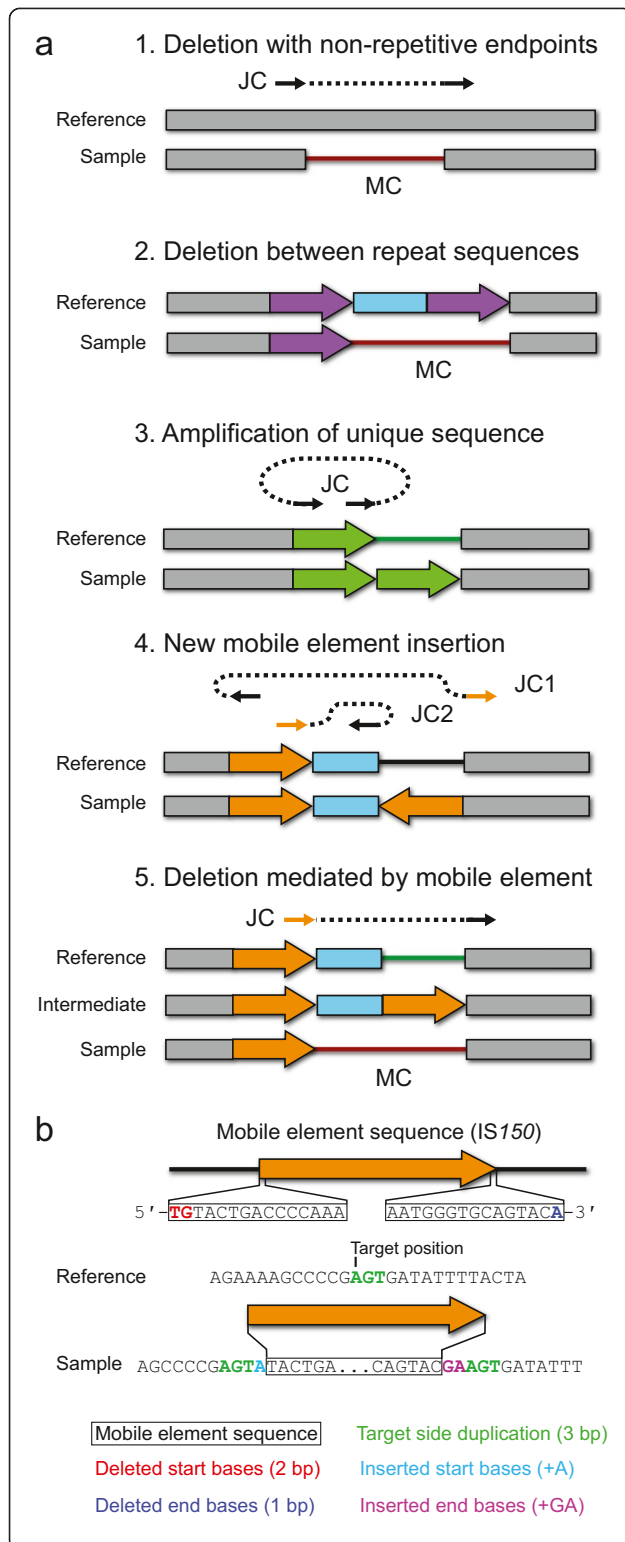 a
1. Deletion with non-repetitive endpoints
JC
Reference
Sample
MC
2. Deletion between repeat sequences
Reference
Sample
MC
3. Amplification of unique sequence
JC
Reference
Sample
4. New mobile element insertion
JC1
JC2
Reference
Sample
5. Deletion mediated by mobile element
JC
Reference
Intermediate
Sample
MC
b
Mobile element sequence (IS150)
5′-TGTACTGACCCCAAA AATGGGTGCAGTACA-3′
Target position
Reference AGAAAAGCCCCGAGTGATATTTTACTA
Sample AGCCCCGAGTATACTGA...CAGTACGAAGTGATATTT
Mobile element sequence Target side duplication (3 bp)
Deleted start bases (2 bp) Inserted start bases (+A)
Deleted end bases (1 bp) Inserted end bases (+GA)